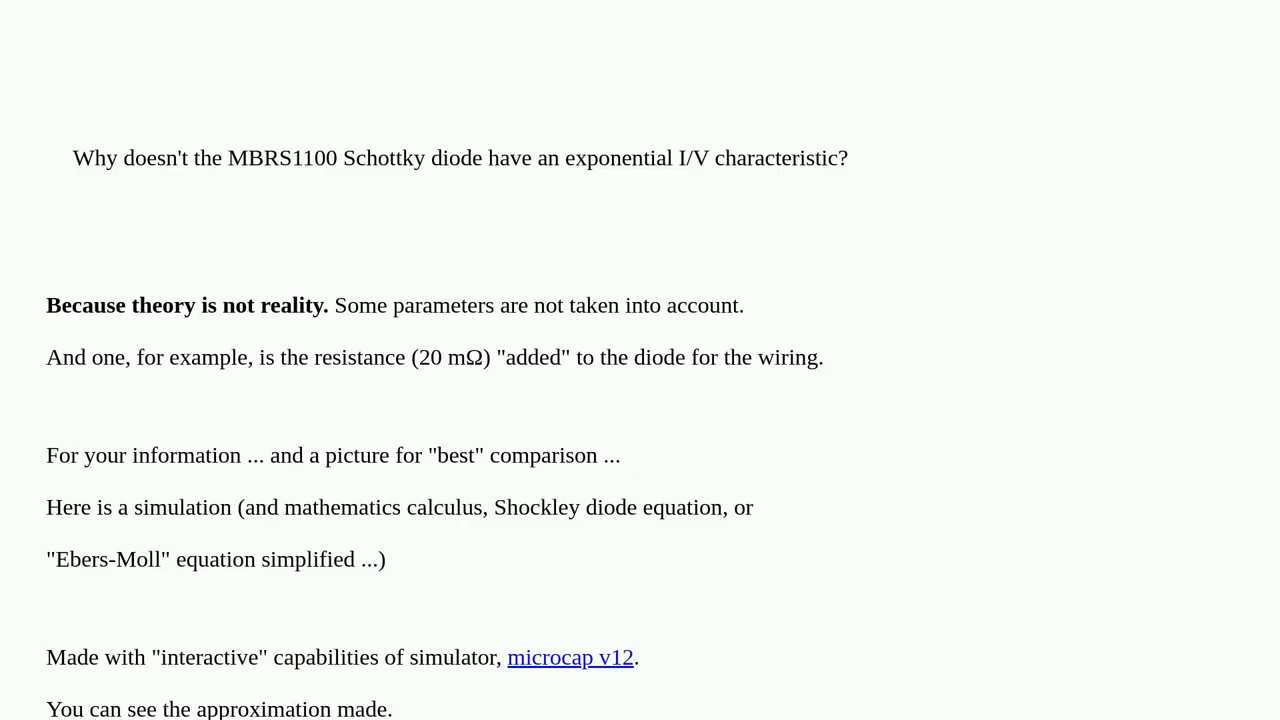 Why doesn't the MBRS1100 Schottky diode have an exponential I/V characteristic?
Because theory is not reality. Some parameters are not taken into account.
And one, for example, is the resistance (20 mΩ) "added" to the diode for the wiring.
For your information ... and a picture for "best" comparison ...
Here is a simulation (and mathematics calculus, Shockley diode equation, or
"Ebers-Moll" equation simplified ...)
Made with "interactive" capabilities of simulator, microcap v12.
You can see the approximation made.